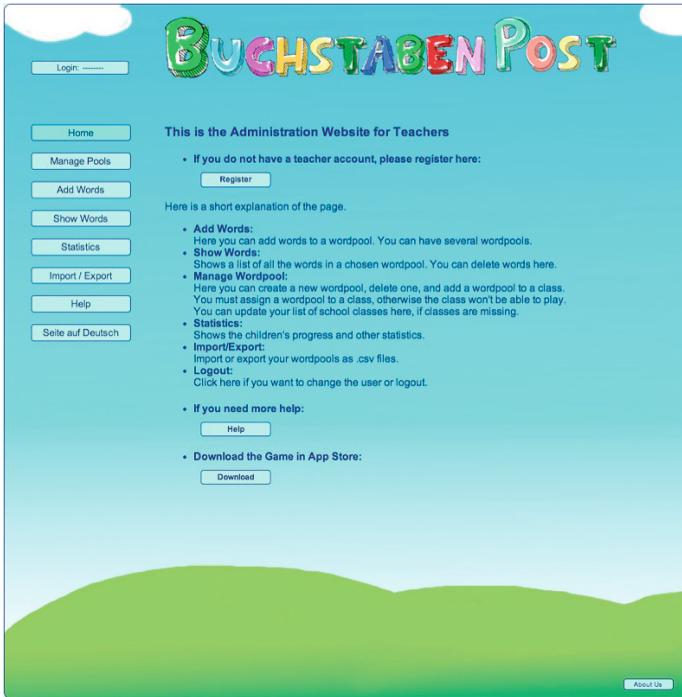 BUCHSTABENPOST
Login: --------
Home
Manage Pools
Add Words
Show Words
Statistics
Import / Export
Help
Seite auf Deutsch
This is the Administration Website for Teachers
• If you do not have a teacher account, please register here:
Register
Here is a short explanation of the page.
• Add Words:
Here you can add words to a wordpool. You can have several wordpools.
• Show Words:
Shows a list of all the words in a chosen wordpool. You can delete words here.
• Manage Wordpool:
Here you can create a new wordpool, delete one, and add a wordpool to a class.
You must assign a wordpool to a class, otherwise the class won't be able to play.
You can update your list of school classes here, if classes are missing.
• Statistics:
Shows the children's progress and other statistics.
• Import/Export:
Import or export your wordpools as .csv files.
• Logout:
Click here if you want to change the user or logout.
• If you need more help:
Help
• Download the Game in App Store:
Download
About Us